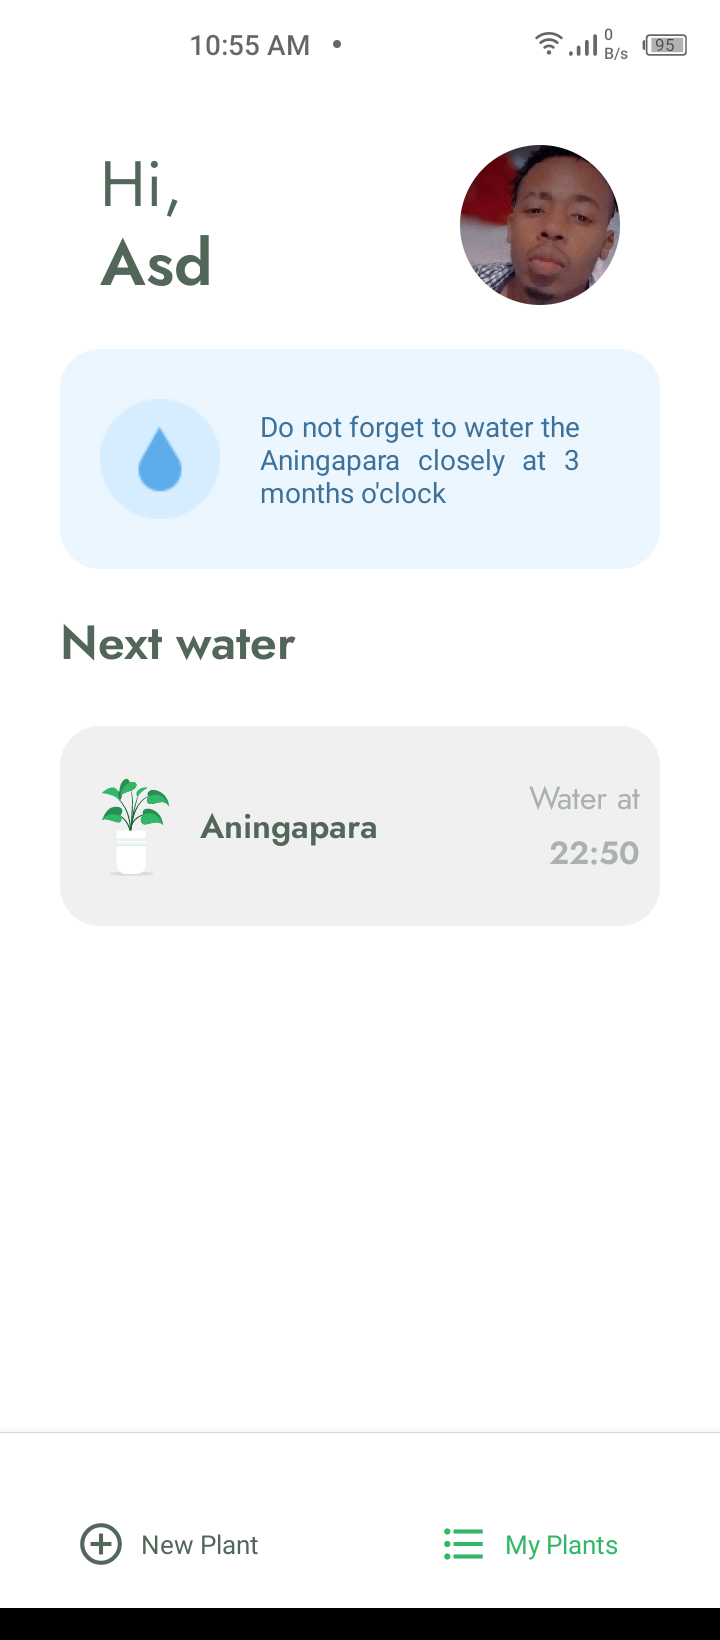 10:55 AM
0
B/s
95
Hi,
Asd
Do not forget to water the
Aningapara closely at 3
months o'clock
Next water
Aningapara
Water at
22:50
New Plant
My Plants